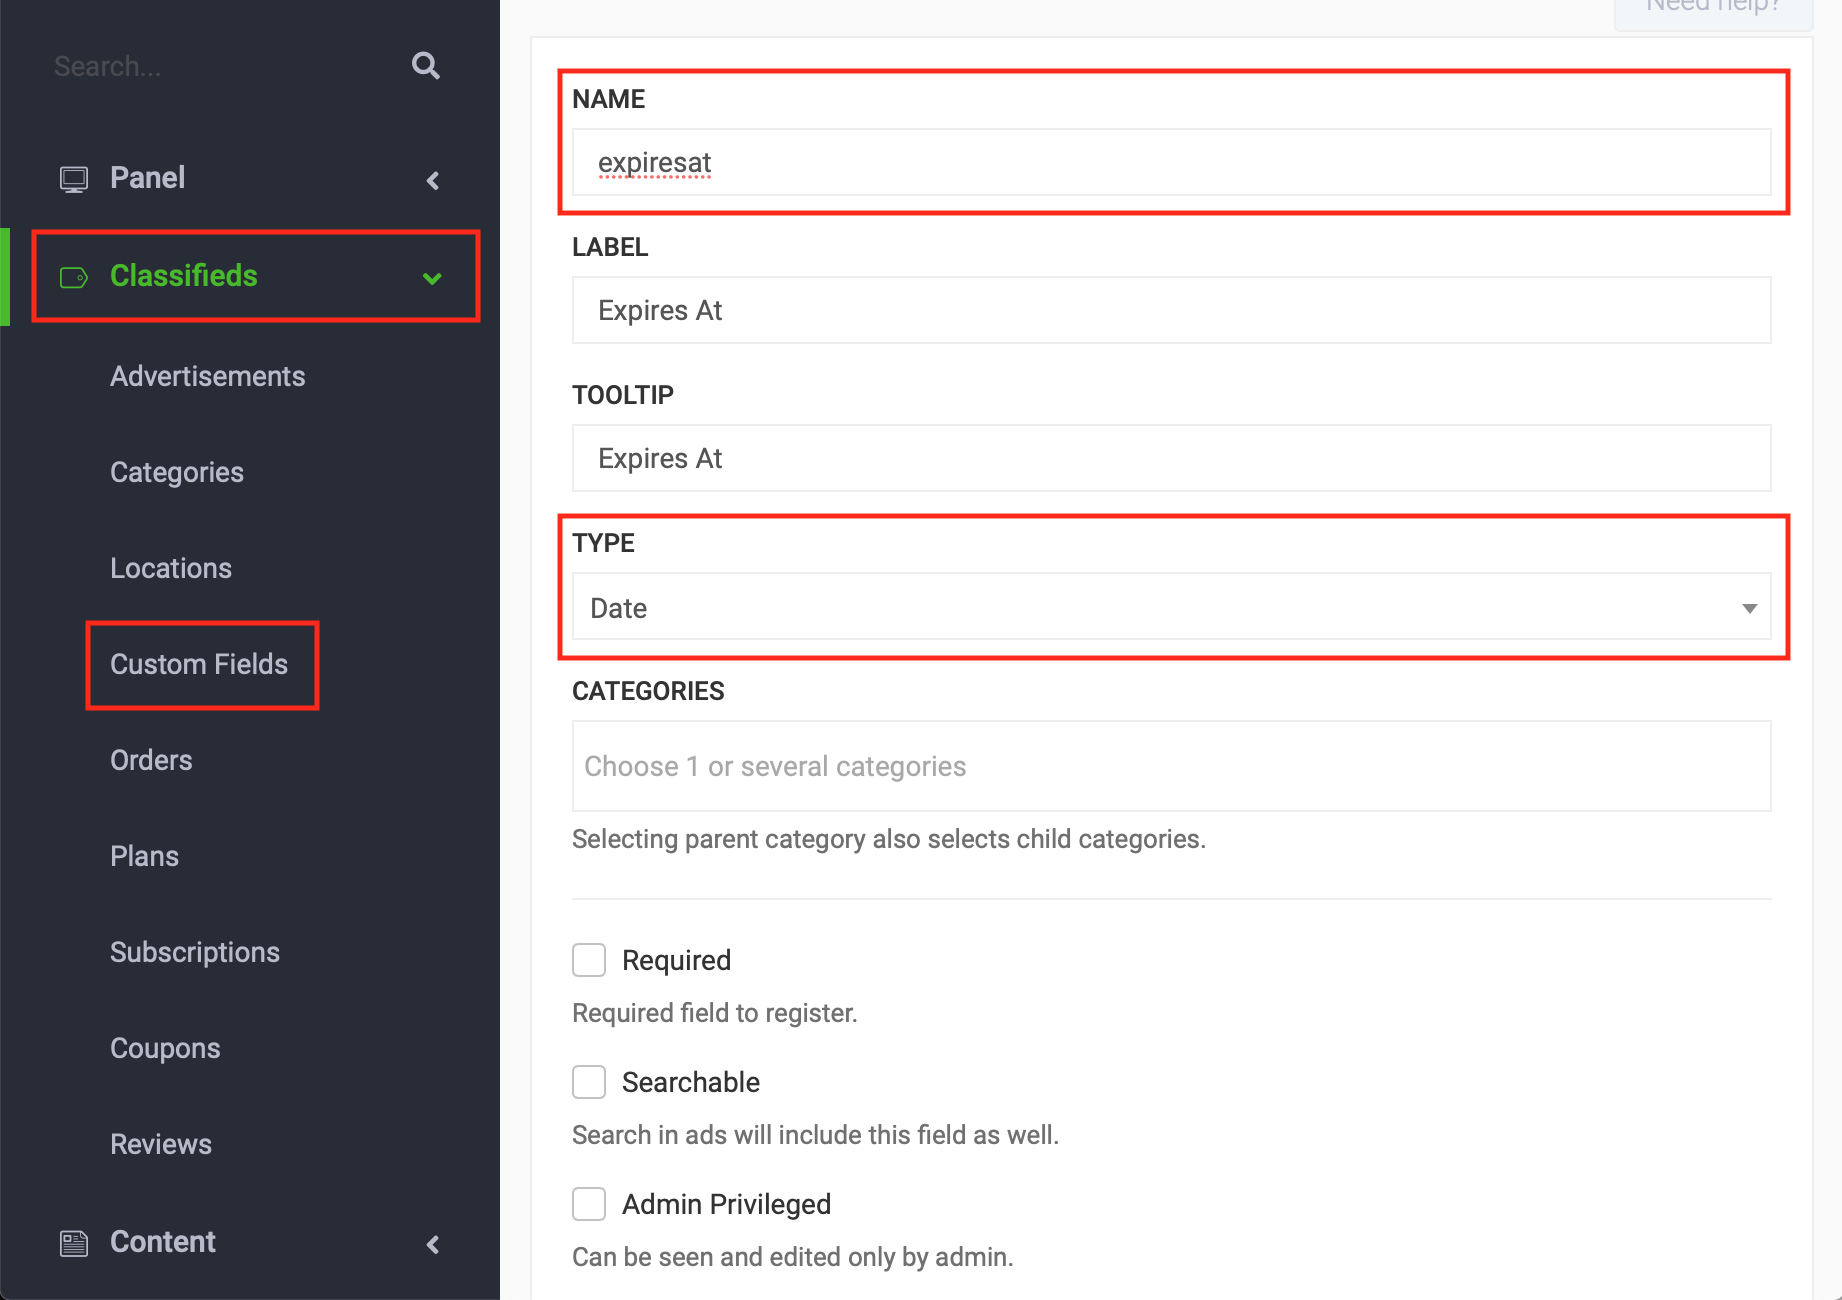 Search...
Panel
Classifieds
Advertisements
Categories
Locations
Custom Fields
Orders
Plans
Subscriptions
Coupons
Reviews
Content
Need help?
NAME
expiresat
LABEL
Expires At
TOOLTIP
Expires At
TYPE
Date
CATEGORIES
Choose 1 or several categories
Selecting parent category also selects child categories.
Required
Required field to register.
Searchable
Search in ads will include this field as well.
Admin Privileged
Can be seen and edited only by admin.